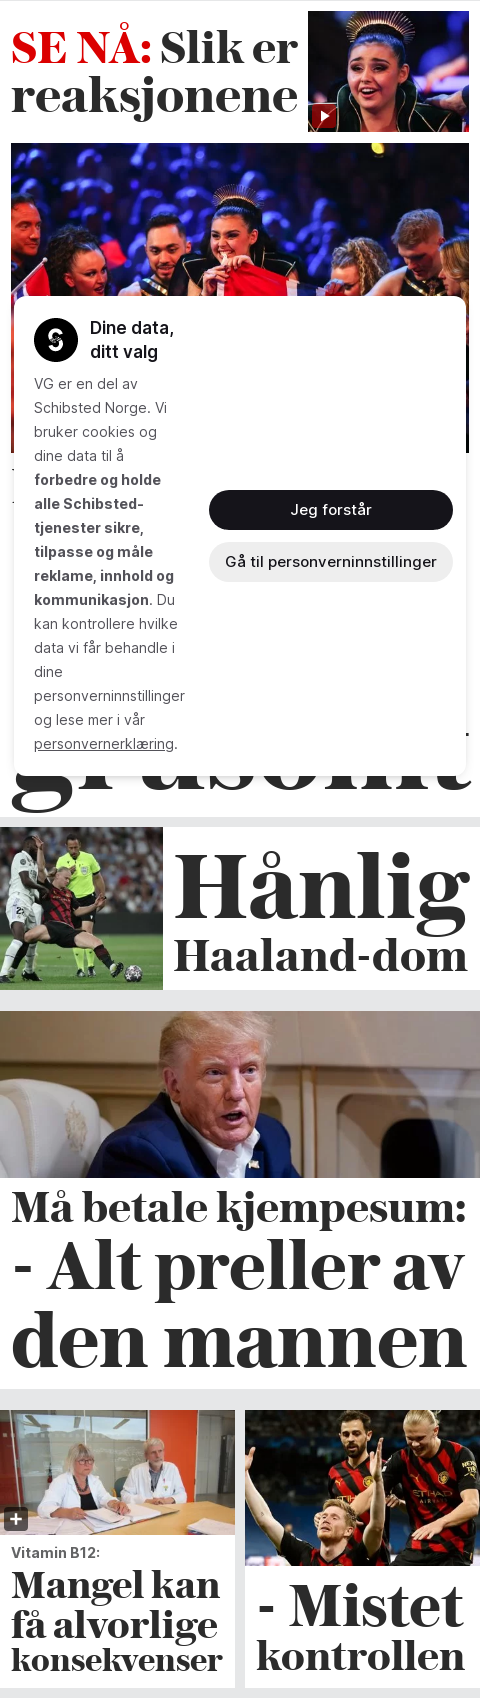 SE NÅ: Slik er
reaksjonene
Dine data,
ditt valg
VG er en del av
Schibsted Norge. Vi
bruker cookies og
dine data til å
forbedre og holde
alle Schibsted-
tjenester sikre,
tilpasse og måle
reklame, innhold og
kommunikasjon. Du
kan kontrollere hvilke
data vi får behandle i
dine
personverninnstillinger
og lese mer i vår
personvernerklæring.
Jeg forstår
Gå til personverninnstillinger
Hånlig
Haaland-dom
Må betale kjempesum:
- Alt preller av
den mannen
Vitamin B12:
Mangel kan
få alvorlige
konsekvenser
- Mistet
kontrollen